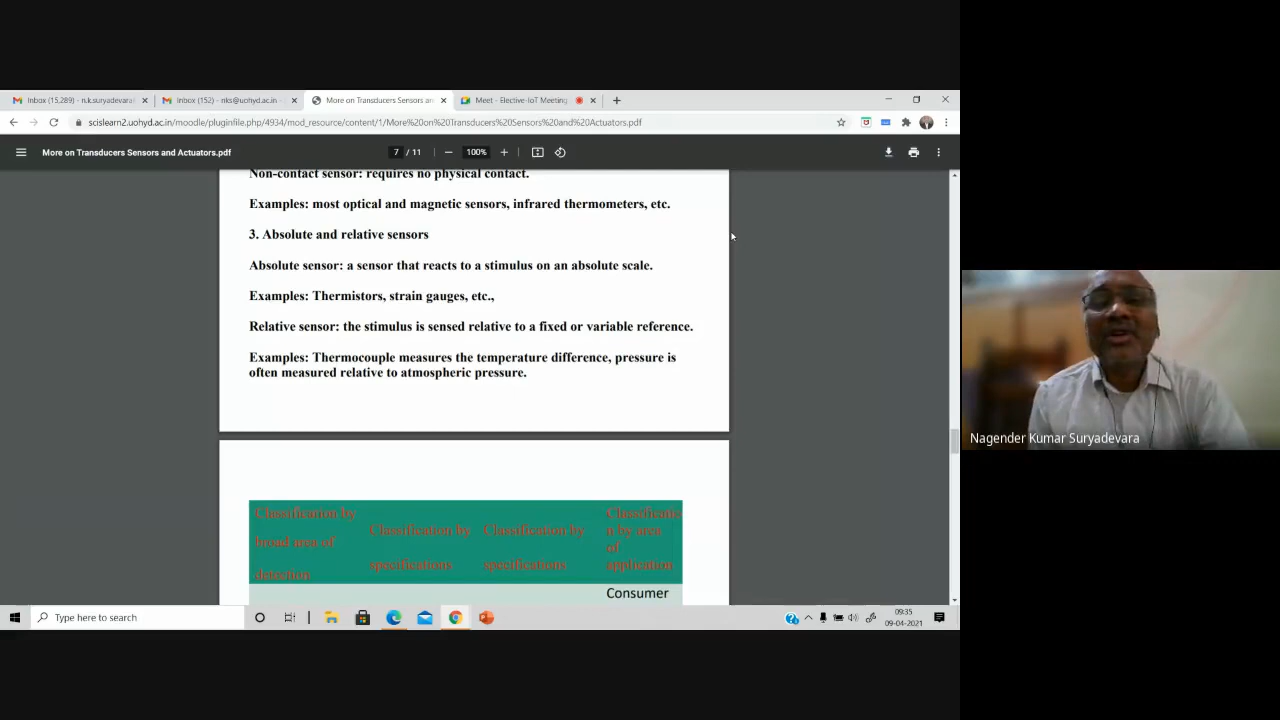 Inbox (15,289) - n.k.suryadevara
Inbox (152) - nks@uohyd.ac.in
More on Transducers Sensors an
Meet - Elective-IoT Meeting
scislearn2.uohyd.ac.in/moodle/pluginfile.php/4934/mod_resource/content/1/More%20on%20Transducers%20Sensors%20and%20Actuators.pdf
More on Transducers Sensors and Actuators.pdf
7 / 11
100%
Non-contact sensor: requires no physical contact.
Examples: most optical and magnetic sensors, infrared thermometers, etc.
3. Absolute and relative sensors
Absolute sensor: a sensor that reacts to a stimulus on an absolute scale.
Examples: Thermistors, strain gauges, etc.,
Relative sensor: the stimulus is sensed relative to a fixed or variable reference.
Examples: Thermocouple measures the temperature difference, pressure is
often measured relative to atmospheric pressure.
Classification by
broad area of
detection
Classification by
specifications
Classification by
specifications
Classificatio
n by area
of
application
Consumer
Nagender Kumar Suryadevara
Type here to search
09:35
09-04-2021